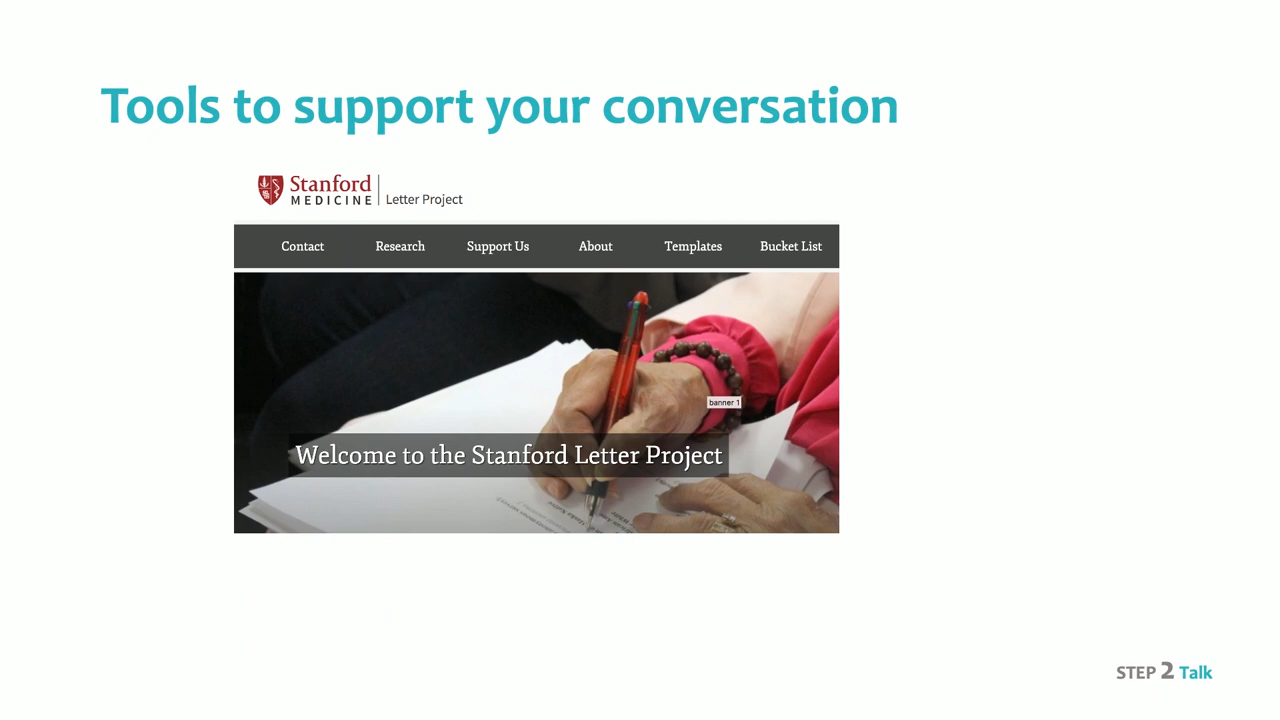 Tools to support your conversation
Stanford
MEDICINE
Letter Project
Contact Research Support Us About Templates Bucket List
banner 1
Welcome to the Stanford Letter Project
STEP 2 Talk